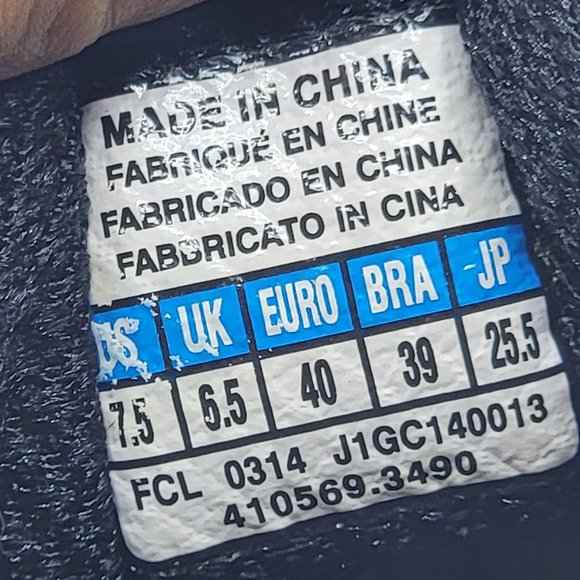 MADE IN CHINA
FABRIQUÉ EN CHINE
FABRICADO EN CHINA
FABBRICATO IN CINA
US UK EURO BRA JP
7.5 6.5 40 39 25.5
FCL 0314 J1GC140013
410569.3490